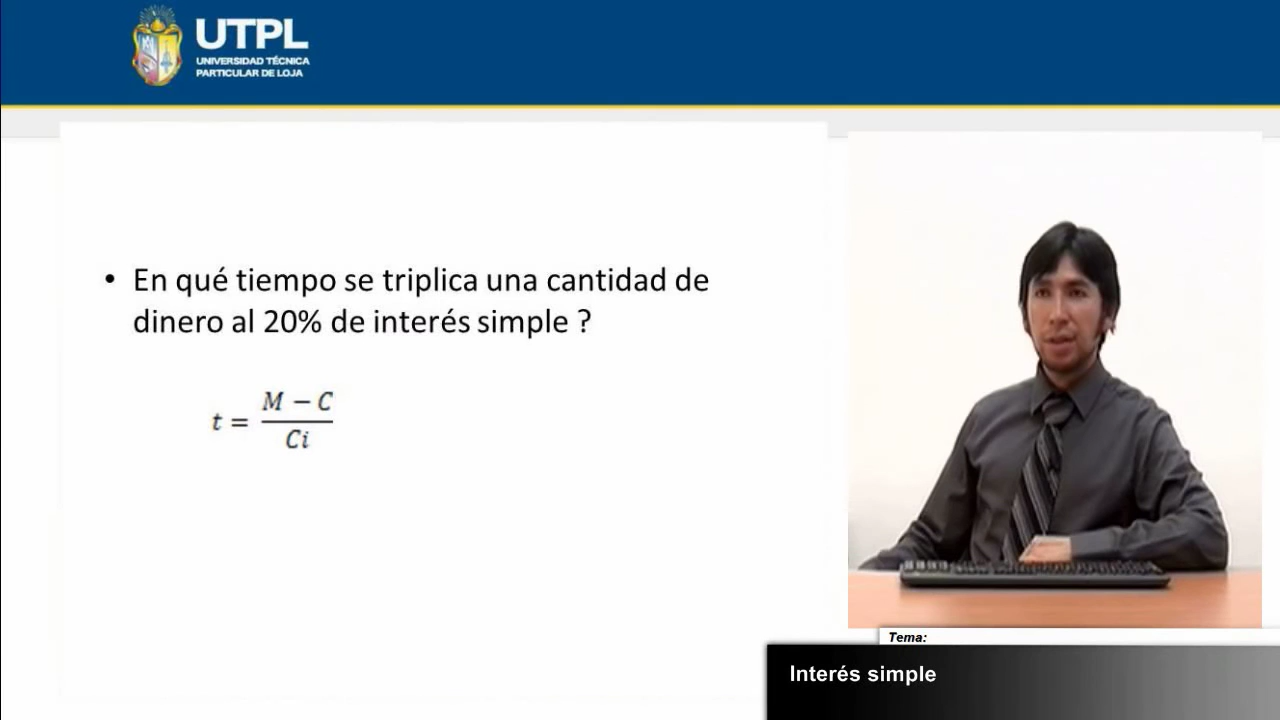 UTPL
UNIVERSIDAD TÉCNICA
PARTICULAR DE LOJA
• En qué tiempo se triplica una cantidad de
dinero al 20% de interés simple ?
t = \frac{M - C}{Ci}
Tema:
Interés simple